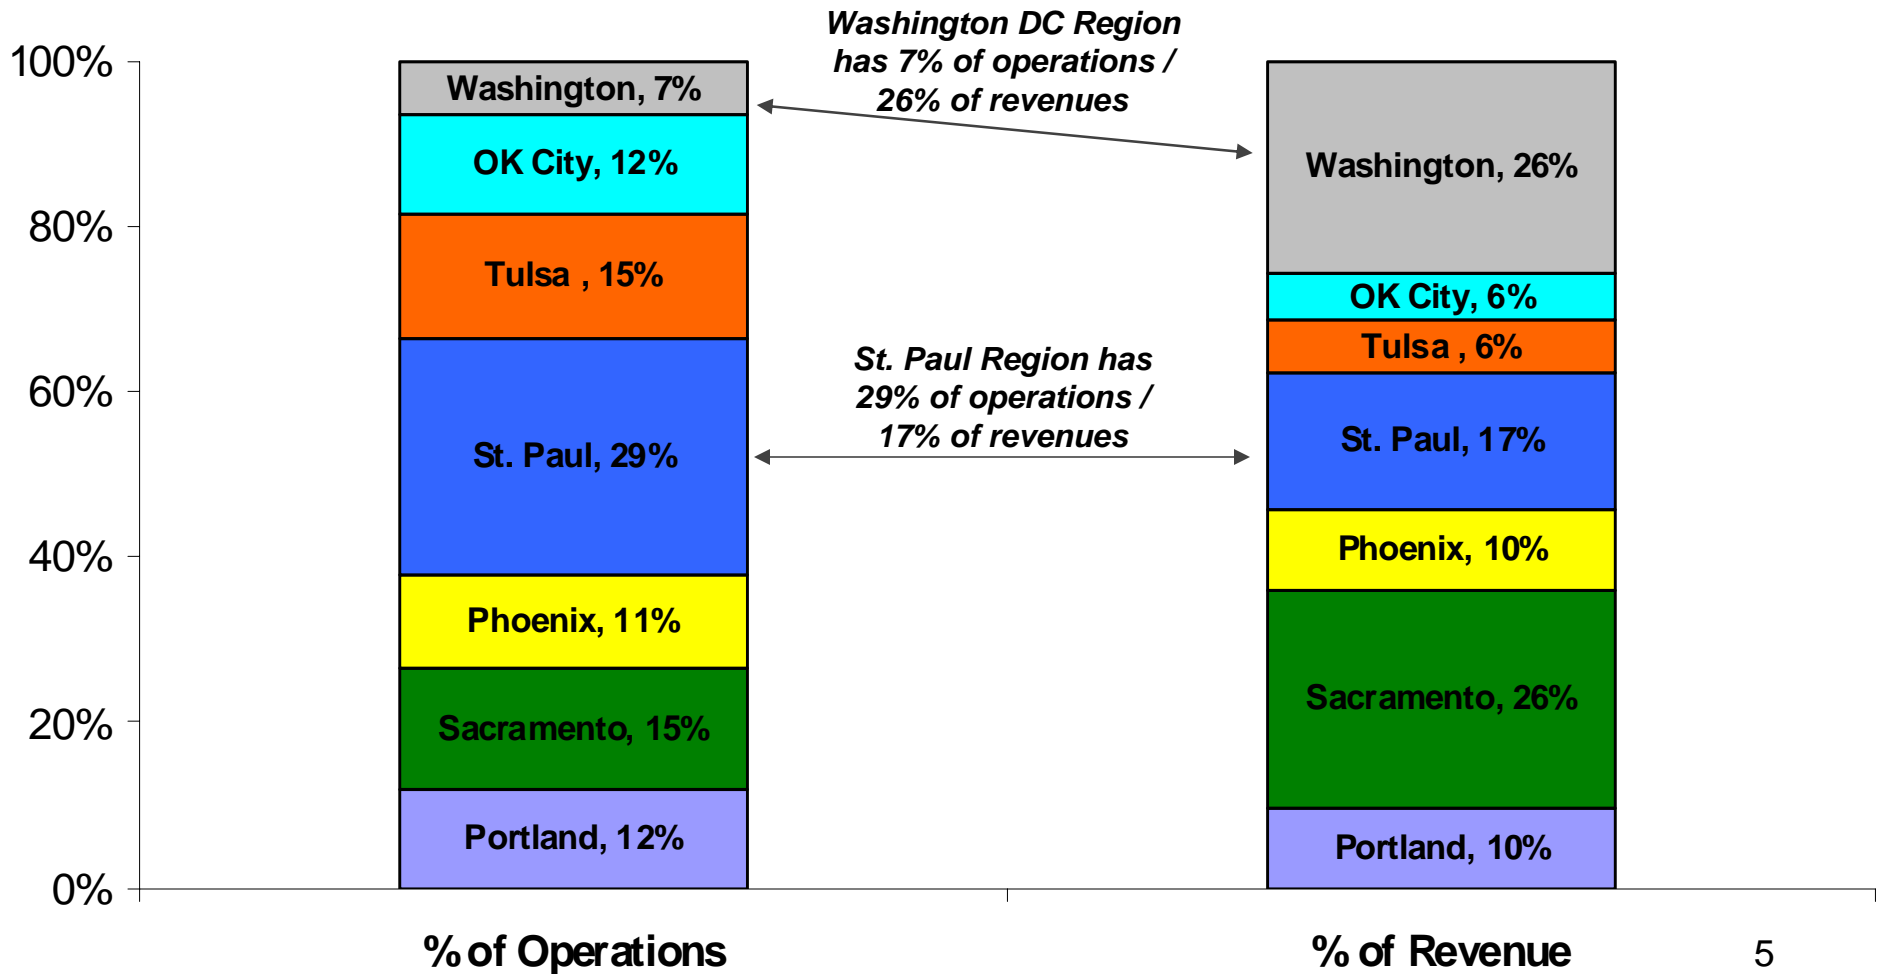 Washington DC Region
has 7% of operations /
26% of revenues
100%
80%
60%
40%
20%
0%
Washington, 7%
OK City, 12%
Tulsa , 15%
St. Paul, 29%
Phoenix, 11%
Sacramento, 15%
Portland, 12%
St. Paul Region has
29% of operations /
17% of revenues
Washington, 26%
OK City, 6%
Tulsa , 6%
St. Paul, 17%
Phoenix, 10%
Sacramento, 26%
Portland, 10%
% of Operations
% of Revenue
5